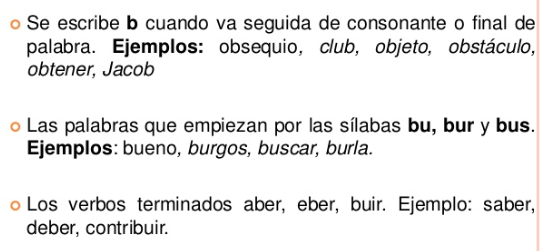 Se escribe b cuando va seguida de consonante o final de
palabra. Ejemplos: obsequio, club, objeto, obstáculo,
obtener, Jacob
Las palabras que empiezan por las sílabas bu, bur y bus.
Ejemplos: bueno, burgos, buscar, burla.
Los verbos terminados aber, eber, buir. Ejemplo: saber,
deber, contribuir.